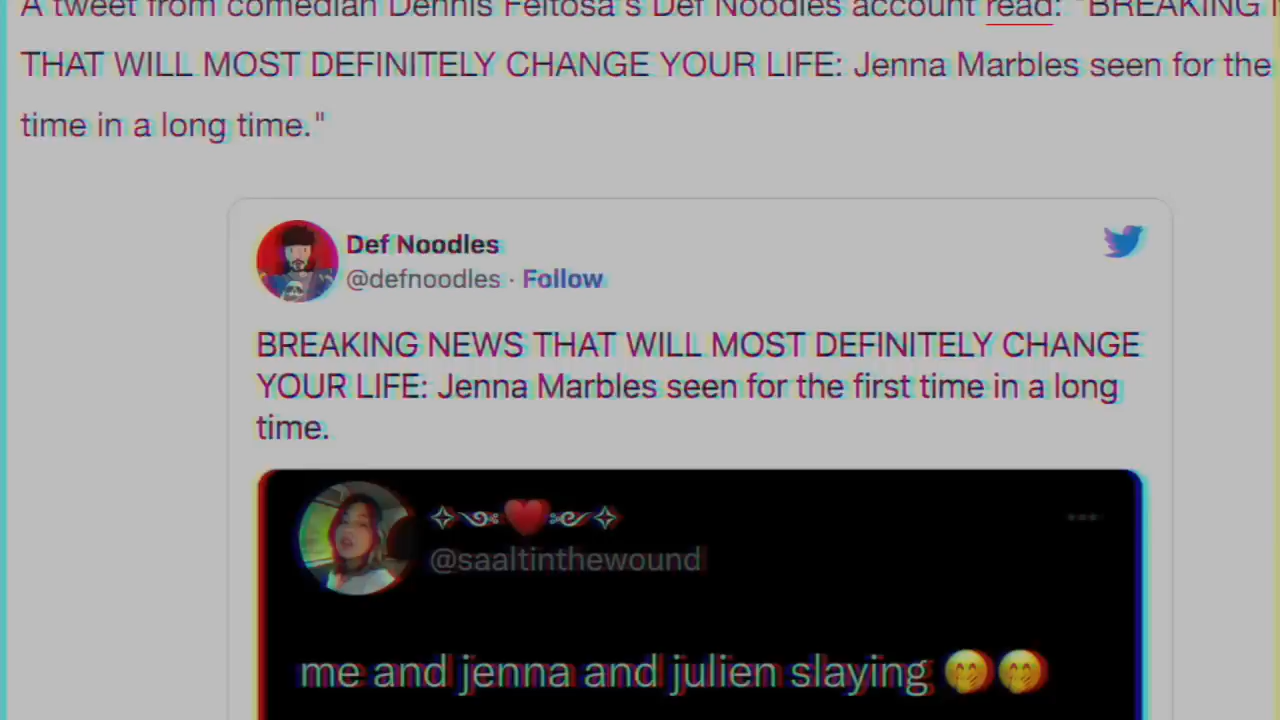 A tweet from comedian Dennis Feitosa's Def Noodles account read: "BREAKING
THAT WILL MOST DEFINITELY CHANGE YOUR LIFE: Jenna Marbles seen for the
time in a long time."
Def Noodles
@defnoodles · Follow
BREAKING NEWS THAT WILL MOST DEFINITELY CHANGE
YOUR LIFE: Jenna Marbles seen for the first time in a long
time.
@saaltinthewound
me and jenna and julien slaying 🤭🤭